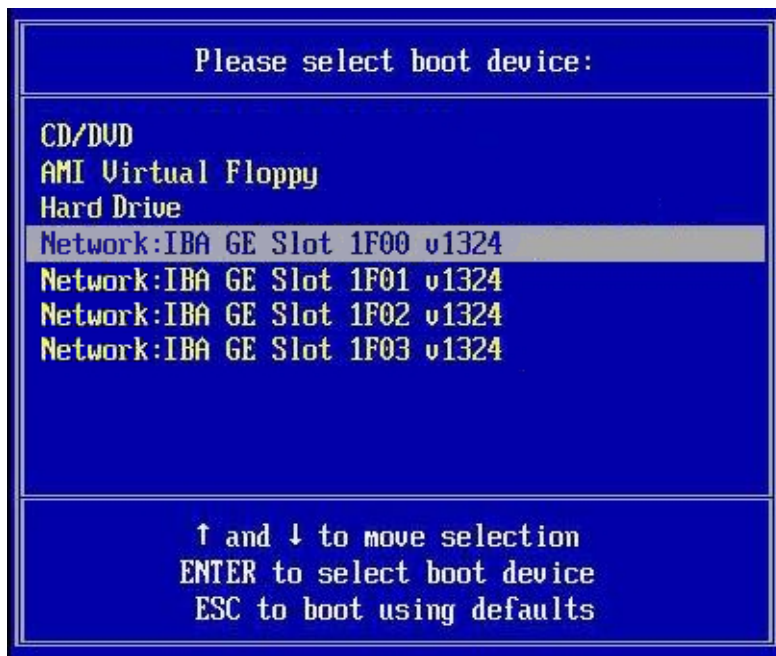 Please select boot device:
CD/DVD
AMI Virtual Floppy
Hard Drive
Network:IBA GE Slot 1F00 v1324
Network:IBA GE Slot 1F01 v1324
Network:IBA GE Slot 1F02 v1324
Network:IBA GE Slot 1F03 v1324
↑ and ↓ to move selection
ENTER to select boot device
ESC to boot using defaults